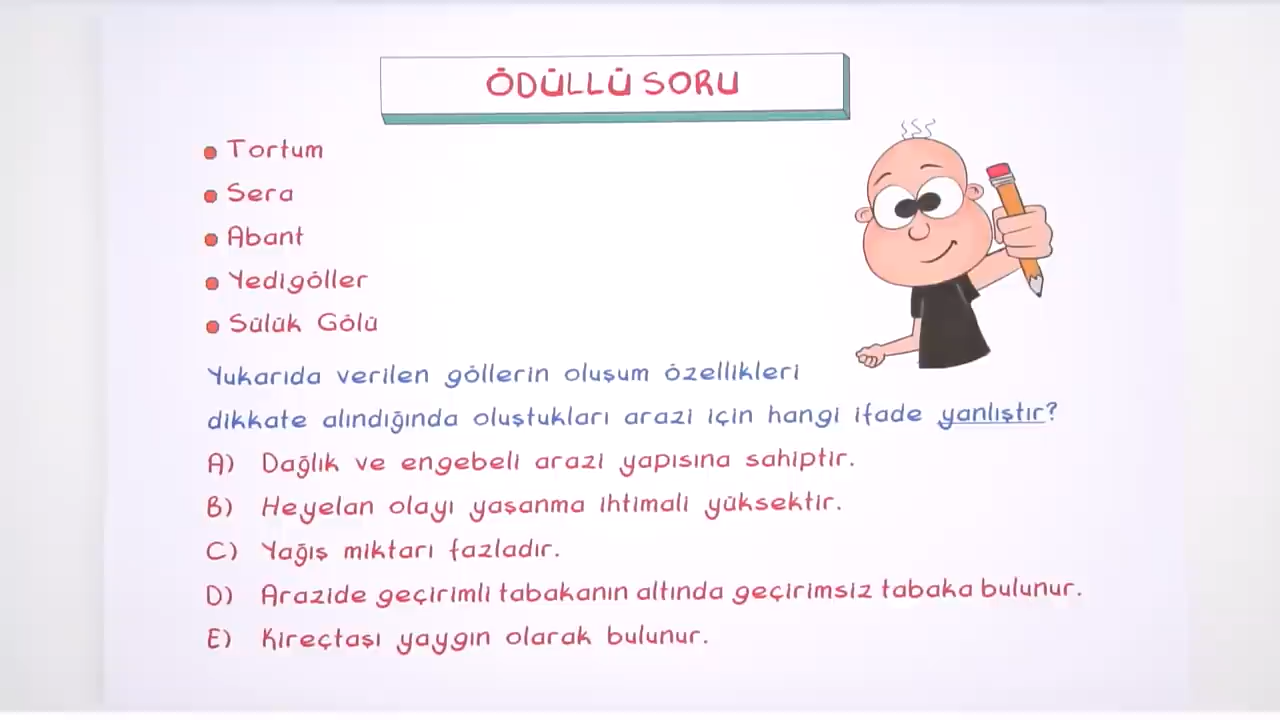 ÖDÜLLÜ SORU
• Tortum
• Sera
• Abant
• Yedigöller
• Sülük Gölü
Yukarıda verilen göllerin oluşum özellikleri
dikkate alındığında oluştukları arazi için hangi ifade yanlıştır?
A) Dağlık ve engebeli arazi yapısına sahiptir.
B) Heyelan olayı yaşanma ihtimali yüksektir.
C) Yağış miktarı fazladır.
D) Arazide geçirimli tabakanın altında geçirimsiz tabaka bulunur.
E) Kireçtaşı yaygın olarak bulunur.